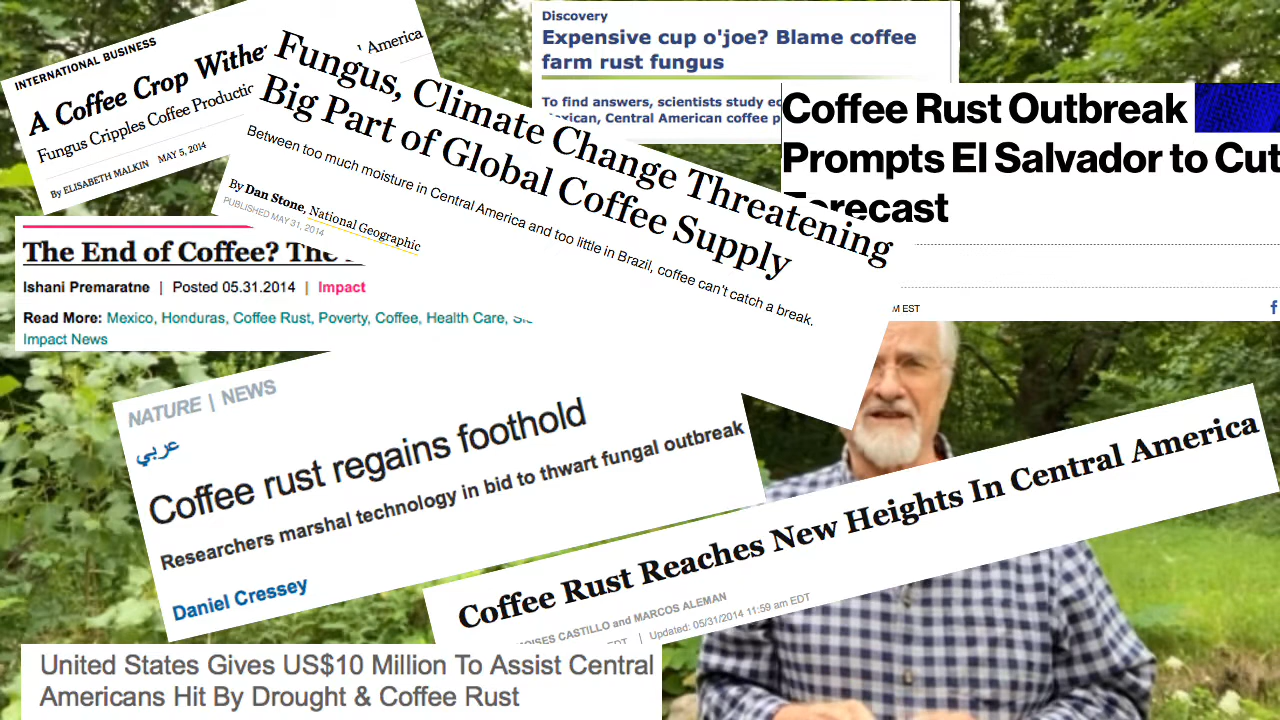 INTERNATIONAL BUSINESS
A Coffee Crop
America
Fungus Cripples Coffee
By ELISABETH MALKIN MAY 5, 2014
Fungus, Climate Change Threatening
Big Part of Global Coffee Supply
Between too much moisture in Central America and too little in Brazil, coffee can't catch a break.
By Dan Stone, National Geographic
PUBLISHED MAY 31, 2014
Discovery
Expensive cup o'joe? Blame coffee
farm rust fungus
To find answers, scientists study
Central American coffee
Coffee Rust Outbreak
Prompts El Salvador to Cut
Forecast
EST
f
The End of Coffee?
Ishani Premaratne | Posted 05.31.2014 | Impact
Read More: Mexico, Honduras, Coffee Rust, Poverty, Coffee, Health Care,
Impact News
NATURE | NEWS
عربي
Coffee rust regains foothold
Researchers marshal technology in bid to thwart fungal outbreak
Daniel Cressey
Coffee Rust Reaches New Heights In Central America
and MARCOS ALEMAN
EDT | Updated: 05/31/2014 11:59 am EDT
United States Gives US$10 Million To Assist Central
Americans Hit By Drought & Coffee Rust